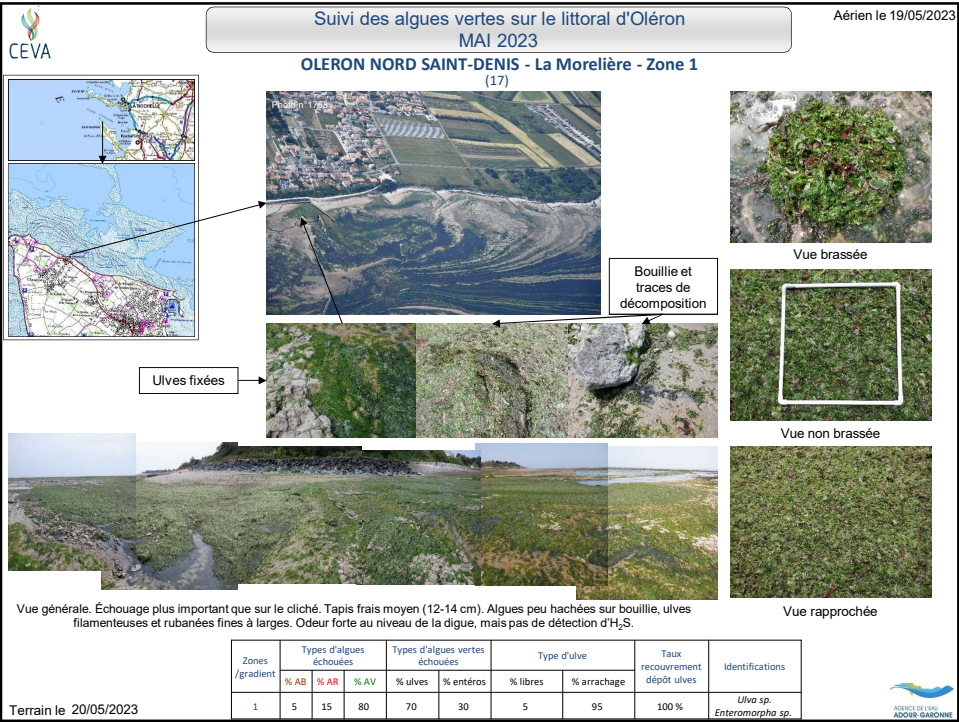 CEVA
Suivi des algues vertes sur le littoral d'Oléron
MAI 2023
Aérien le 19/05/2023
OLERON NORD SAINT-DENIS - La Morelière - Zone 1
(17)
Photo n°1763
LA ROCHELLE
Vue brassée
Bouillie et
traces de
décomposition
Ulves fixées
Vue non brassée
Vue générale. Échouage plus important que sur le cliché. Tapis frais moyen (12-14 cm). Algues peu hachées sur bouillie, ulves
filamenteuses et rubanées fines à larges. Odeur forte au niveau de la digue, mais pas de détection d'H₂S.
Vue rapprochée
Zones
/gradient
Types d'algues
échouées
Types d'algues vertes
échouées
Type d'ulve
Taux
recouvrement
dépôt ulves
Identifications
% AB % AR % AV % ulves % entéros % libres % arrachage
1 5 15 80 70 30 5 95 100 % Ulva sp.
Enteromorpha sp.
Terrain le 20/05/2023
AGENCE DE L'EAU
ADOUR-GARONNE